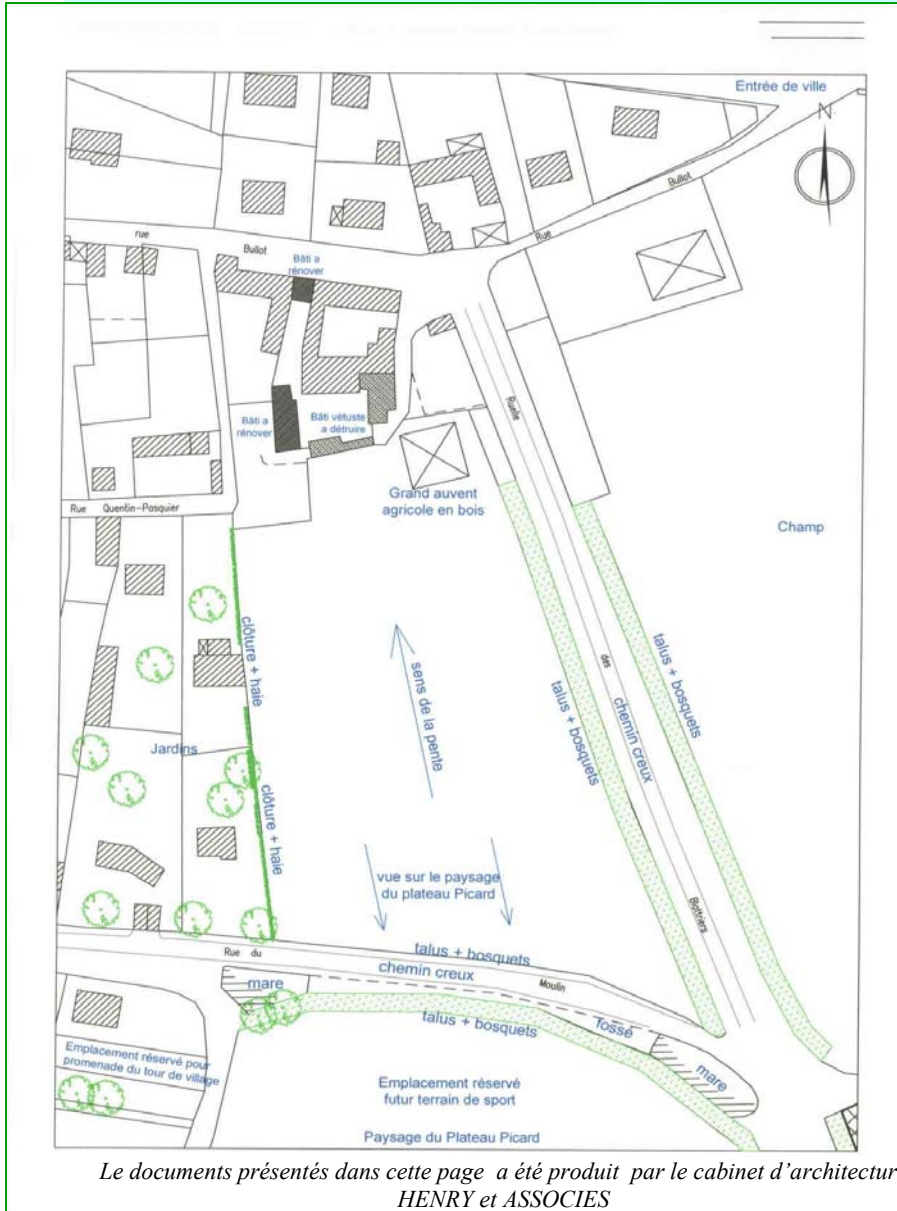 Entrée de ville
N
Rue Bullot
rue Bullot
Bâti a
rénover
Bâti a
rénover
Bâti vétuste
a détruire
Grand auvent
agricole en bois
Rue Quentin-Pasquier
Champ
Ruelle des Blattriers
clôture + haie
sens de la pente
talus + bosquets
chemin creux
talus + bosquets
Jardins
clôture + haie
vue sur le paysage
du plateau Picard
Rue du Moulin
talus + bosquets
chemin creux
mare
talus + bosquets
fossé
mare
Emplacement réservé pour
promenade du tour de village
Emplacement réservé
futur terrain de sport
Paysage du Plateau Picard
Le documents présentés dans cette page a été produit par le cabinet d'architectur
HENRY et ASSOCIES